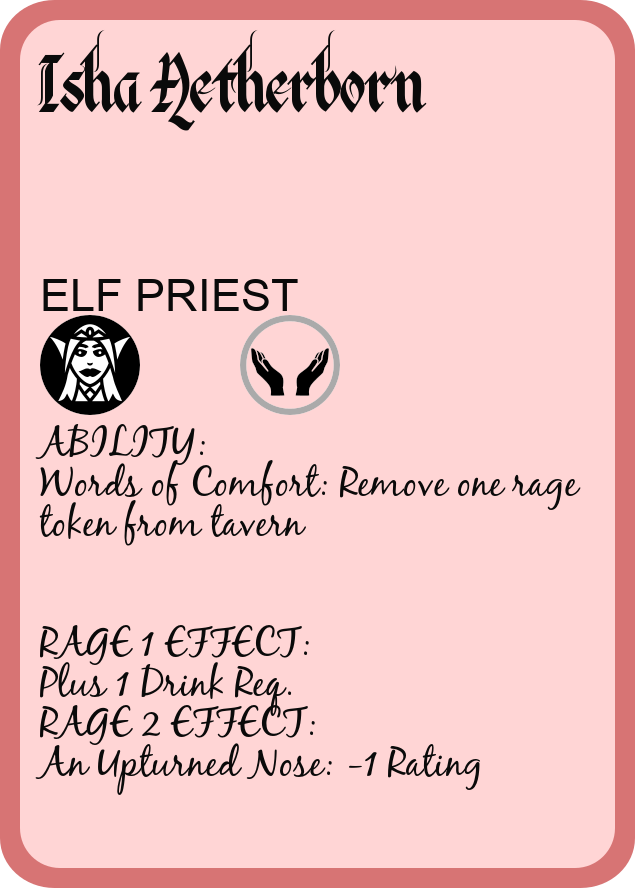 Isha Netherborn
ELF PRIEST
ABILITY:
Words of Comfort: Remove one rage
token from tavern
RAGE 1 EFFECT:
Plus 1 Drink Req.
RAGE 2 EFFECT:
An Upturned Nose: -1 Rating